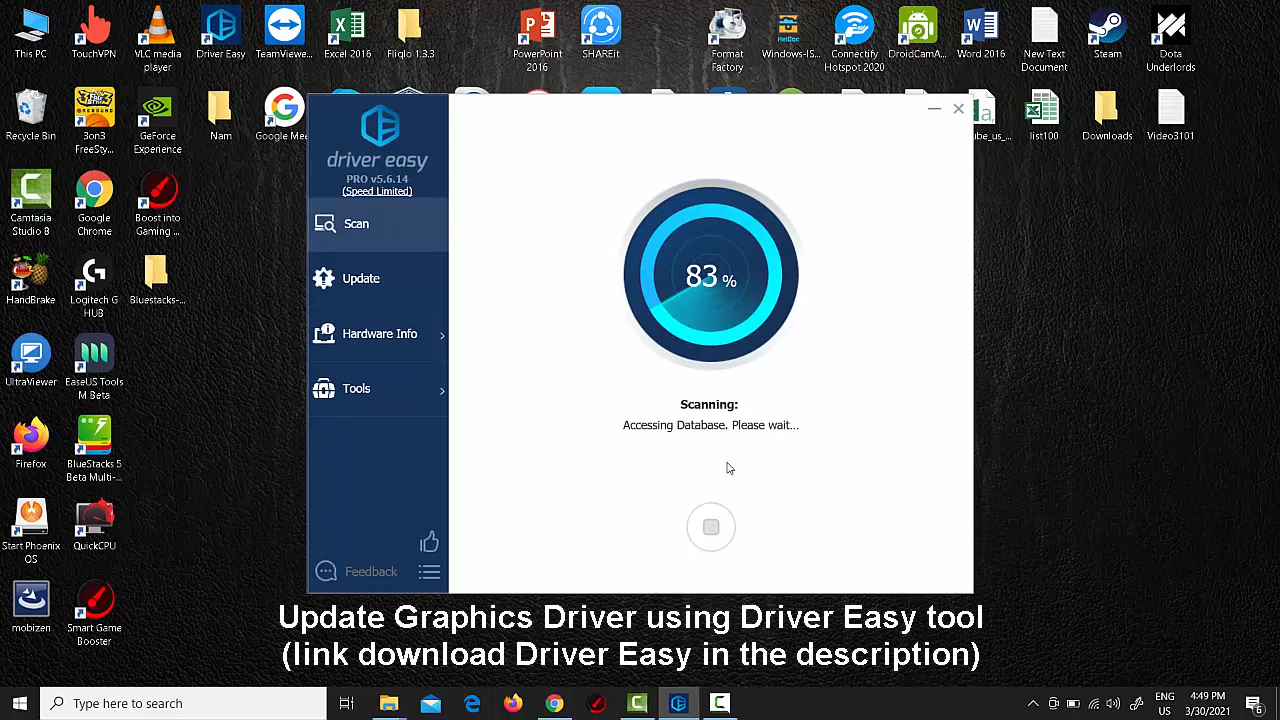 This PC
TouchVPN
VLC media
player
Driver Easy
TeamViewe...
Excel 2016
Fliqlo 1.3.3
PowerPoint
2016
SHAREit
Format
Factory
Windows-IS...
Connectify
Hotspot 2020
DroidCamA...
Word 2016
New Text
Document
Steam
Dota
Underlords
Recycle Bin
3on3
FreeSty...
GeForce
Experience
Nam
Google Mee
ube_us_...
list100
Downloads
Video3101
Camtasia
Studio 8
Google
Chrome
Boost into
Gaming ...
HandBrake
Logitech G
HUB
Bluestacks-...
UltraViewer
EaseUS Tools
M Beta
Firefox
BlueStacks 5
Beta Multi-...
Start Phoenix
OS
QuickCPU
mobizen
Smart Game
Booster
driver easy
PRO v5.6.14
(Speed Limited)
Scan
Update
Hardware Info
Tools
Feedback
83 %
Scanning:
Accessing Database. Please wait...
Update Graphics Driver using Driver Easy tool
(link download Driver Easy in the description)
Type here to search
ENG
US
4:49 PM
3/30/2021
6